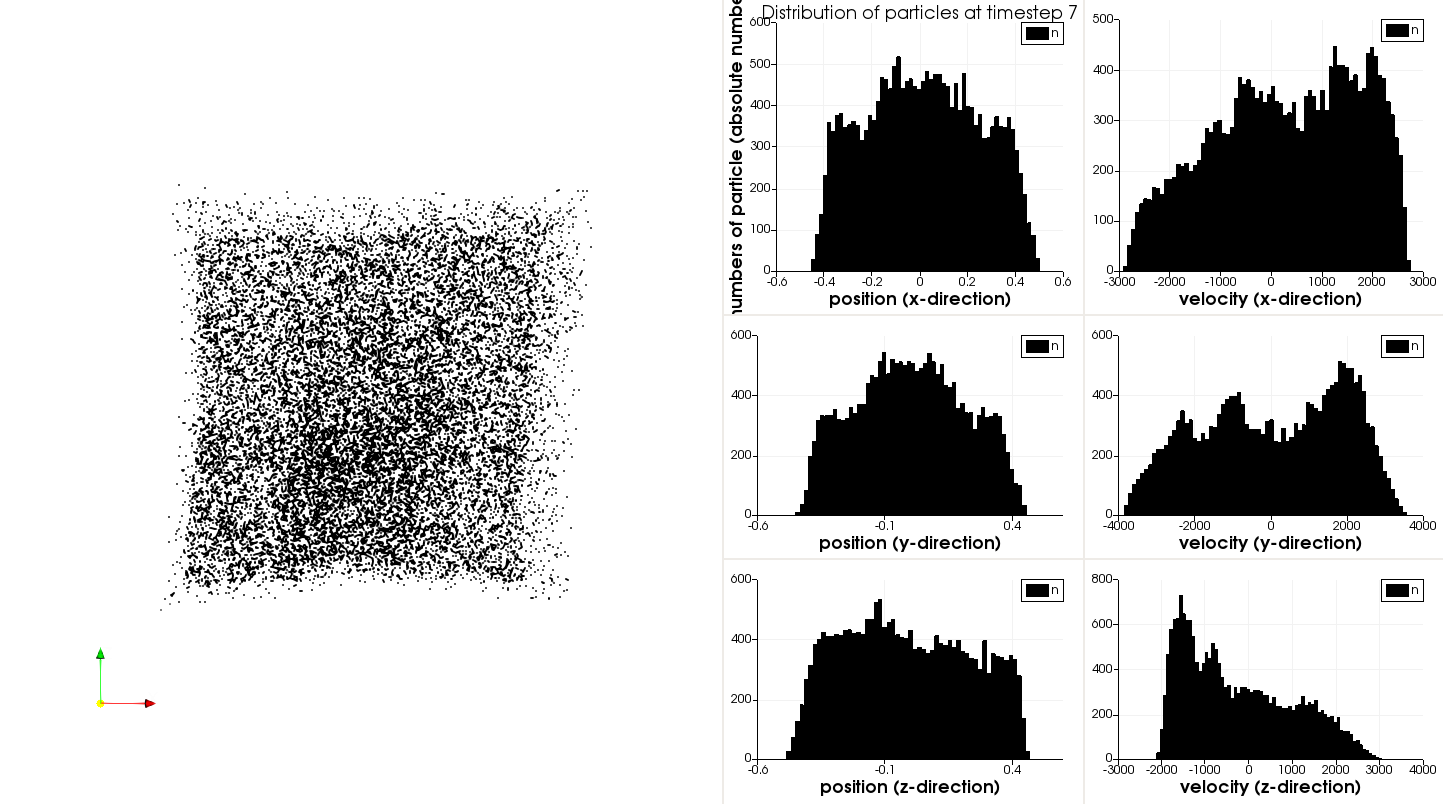 Distribution of particles at timestep 7
numbers of particle (absolute number
600
500
400
300
200
100
0
n
-0.6 -0.4 -0.2 0 0.2 0.4 0.6
position (x-direction)
500
400
300
200
100
0
n
-3000 -2000 -1000 0 1000 2000 3000
velocity (x-direction)
600
400
200
0
n
-0.6 -0.1 0.4
position (y-direction)
600
400
200
0
n
-4000 -2000 0 2000 4000
velocity (y-direction)
600
400
200
0
n
-0.6 -0.1 0.4
position (z-direction)
800
600
400
200
0
n
-3000 -2000 -1000 0 1000 2000 3000 4000
velocity (z-direction)